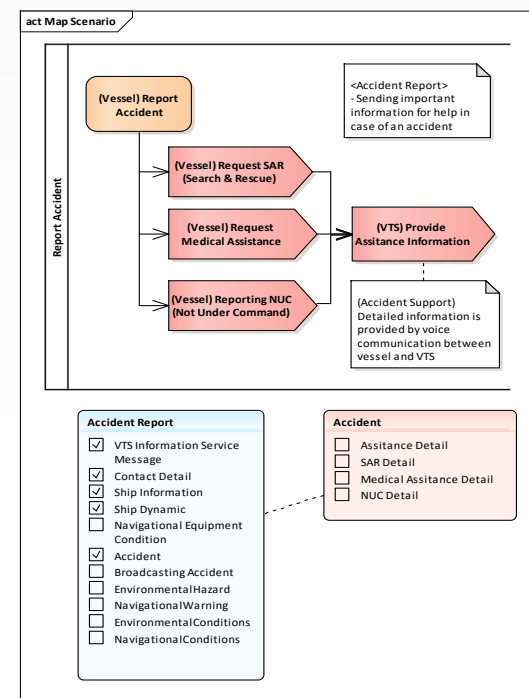 act Map Scenario
Report Accident
(Vessel) Report
Accident
<Accident Report>
- Sending important
information for help in
case of an accident
(Vessel) Request SAR
(Search & Rescue)
(Vessel) Request
Medical Assistance
(VTS) Provide
Assitance Information
(Vessel) Reporting NUC
(Not Under Command)
(Accident Support)
Detailed information is
provided by voice
communication between
vessel and VTS
Accident Report
VTS Information Service
Message
Contact Detail
Ship Information
Ship Dynamic
Navigational Equipment
Condition
Accident
Broadcasting Accident
EnvironmentalHazard
NavigationalWarning
EnvironmentalConditions
NavigationalConditions
Accident
Assitance Detail
SAR Detail
Medical Assitance Detail
NUC Detail